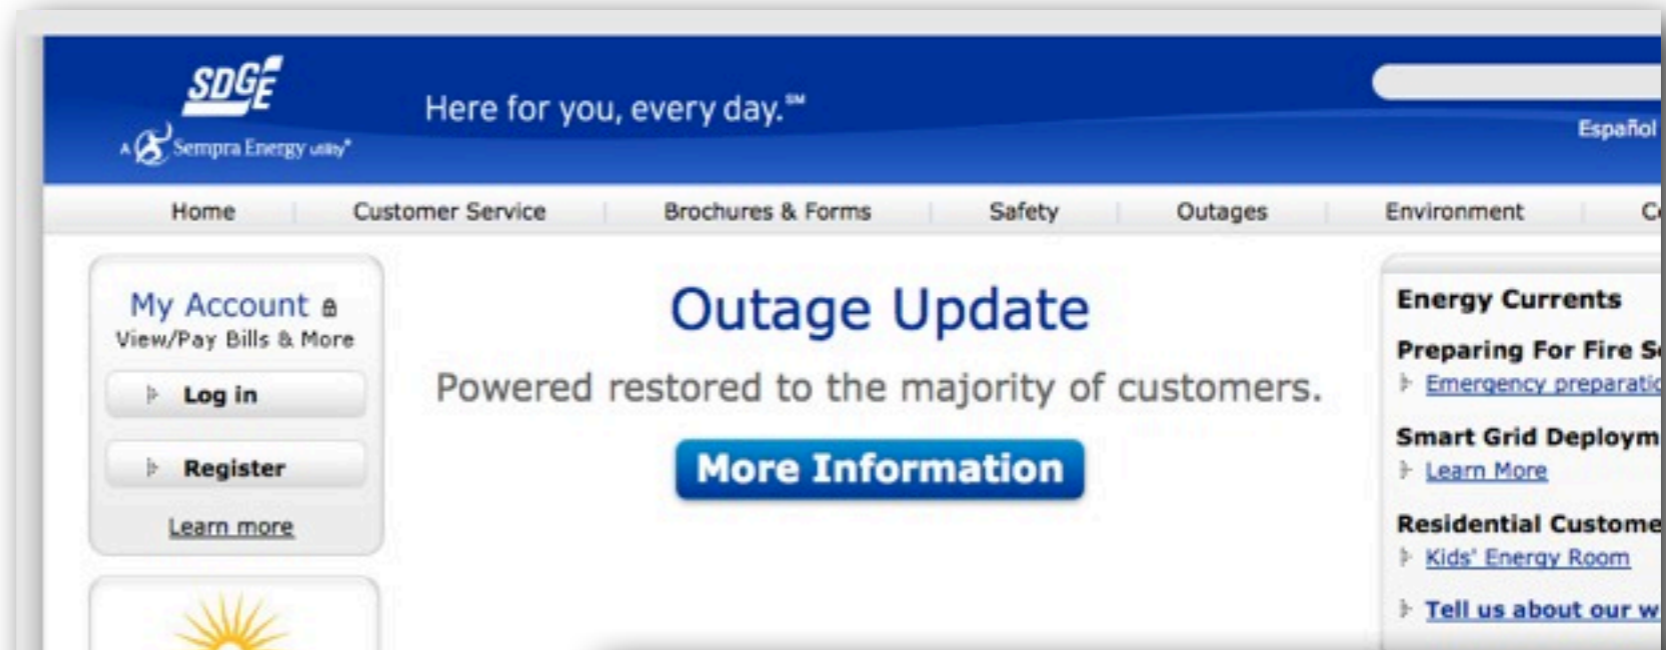 SDGE
A Sempra Energy utility®
Here for you, every day.℠
Español
Home
Customer Service
Brochures & Forms
Safety
Outages
Environment
My Account
View/Pay Bills & More
Log in
Register
Learn more
Outage Update
Powered restored to the majority of customers.
More Information
Energy Currents
Preparing For Fire
Emergency
Smart Grid
Learn More
Residential
Kids' Energy Room
Tell us about our